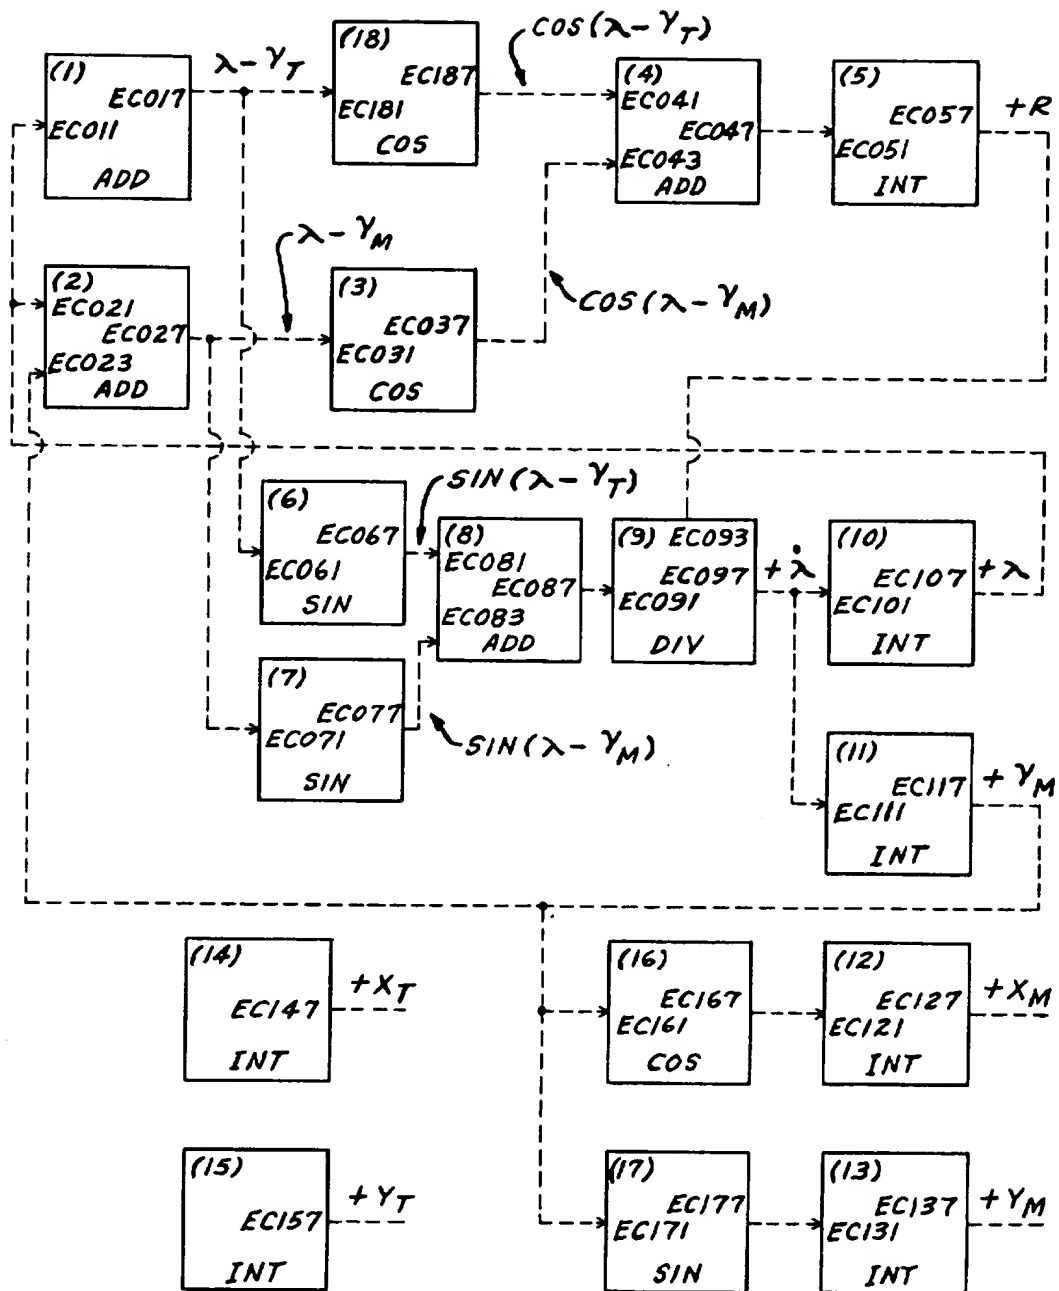 (1)
EC017
EC011
ADD
λ - γT
(18)
EC187
EC181
COS
COS(λ - γT)
(4)
EC041
EC047
EC043
ADD
(5)
EC057
EC051
INT
+R
(2)
EC021
EC027
EC023
ADD
λ - γM
(3)
EC037
EC031
COS
COS(λ - γM)
(6)
EC067
EC061
SIN
SIN(λ - γT)
(8)
EC081
EC087
EC083
ADD
(9) EC093
EC097
EC091
DIV
+ λ̇
(10)
EC107
EC101
INT
+ λ
(7)
EC077
EC071
SIN
SIN(λ - γM)
(11)
EC117
EC111
INT
+ γM
(14)
EC147
INT
+XT
(16)
EC167
EC161
COS
(12)
EC127
EC121
INT
+XM
(15)
EC157
INT
+YT
(17)
EC177
EC171
SIN
(13)
EC137
EC131
INT
+YM